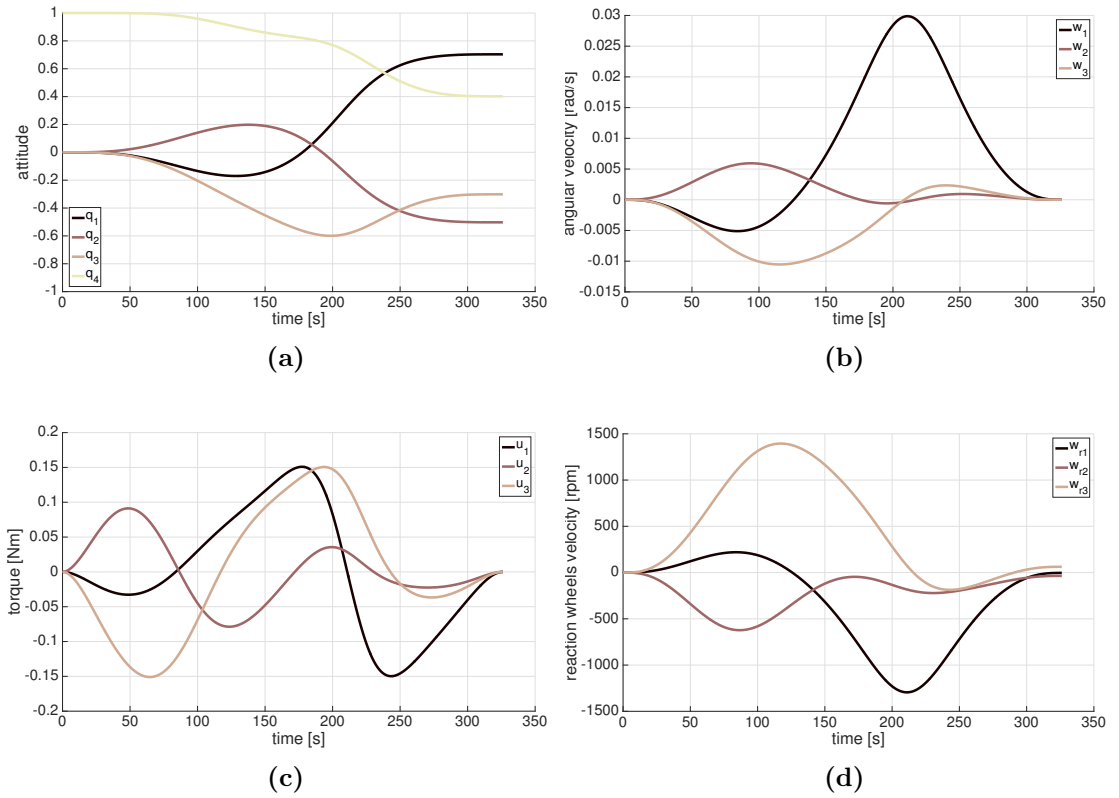 1
0.8
0.6
0.4
0.2
0
-0.2
-0.4
-0.6
-0.8
-1
attitude
q1
q2
q3
q4
0 50 100 150 200 250 300 350
time [s]
(a)
0.03
0.025
0.02
0.015
0.01
0.005
0
-0.005
-0.01
-0.015
angular velocity [rad/s]
w1
w2
w3
0 50 100 150 200 250 300 350
time [s]
(b)
0.2
0.15
0.1
0.05
0
-0.05
-0.1
-0.15
-0.2
torque [Nm]
u1
u2
u3
0 50 100 150 200 250 300 350
time [s]
(c)
1500
1000
500
0
-500
-1000
-1500
reaction wheels velocity [rpm]
wr1
wr2
wr3
0 50 100 150 200 250 300 350
time [s]
(d)